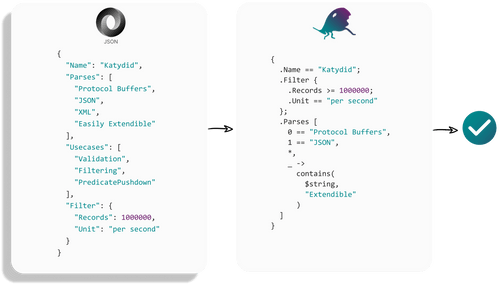 JSON
{
"Name": "Katydid",
"Parses": [
"Protocol Buffers",
"JSON",
"XML",
"Easily Extendible"
],
"Usecases": [
"Validation",
"Filtering",
"PredicatePushdown"
],
"Filter": {
"Records": 1000000,
"Unit": "per second"
}
}
{
.Name == "Katydid";
.Filter {
.Records >= 1000000;
.Unit == "per second"
};
.Parses [
0 == "Protocol Buffers",
1 == "JSON",
*,
_ ->
contains(
$string,
"Extendible"
)
]
}